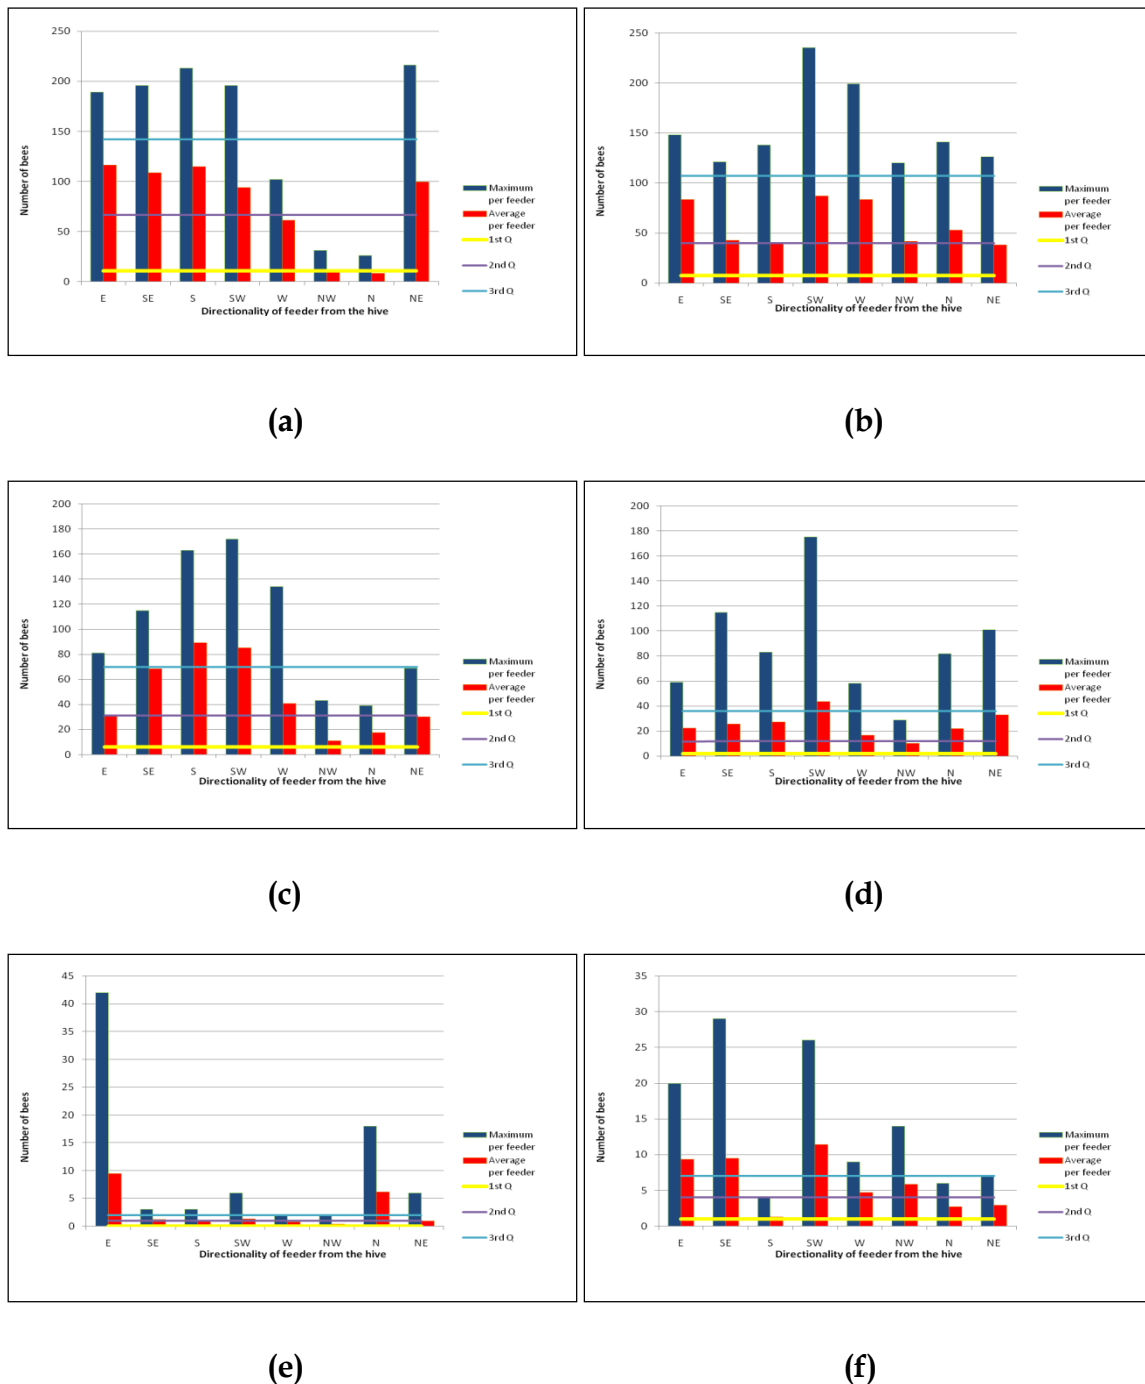 250
200
150
100
50
0
Number of bees
E SE S SW W NW N NE
Directionality of feeder from the hive
Maximum
per feeder
Average
per feeder
1st Q
2nd Q
3rd Q
(a)
250
200
150
100
50
0
Number of bees
E SE S SW W NW N NE
Directionality of feeder from the hive
Maximum
per feeder
Average
per feeder
1st Q
2nd Q
3rd Q
(b)
200
180
160
140
120
100
80
60
40
20
0
Number of bees
E SE S SW W NW N NE
Directionality of feeder from the hive
Maximum
per feeder
Average
per feeder
1st Q
2nd Q
3rd Q
(c)
200
180
160
140
120
100
80
60
40
20
0
Number of bees
E SE S SW W NW N NE
Directionality of feeder from the hive
Maximum
per feeder
Average
per feeder
1st Q
2nd Q
3rd Q
(d)
45
40
35
30
25
20
15
10
5
0
Number of bees
E SE S SW W NW N NE
Directionality of feeder from the hive
Maximum
per feeder
Average
per feeder
1st Q
2nd Q
3rd Q
(e)
35
30
25
20
15
10
5
0
Number of bees
E SE S SW W NW N NE
Directionality of feeder from the hive
Maximum
per feeder
Average
per feeder
1st Q
2nd Q
3rd Q
(f)